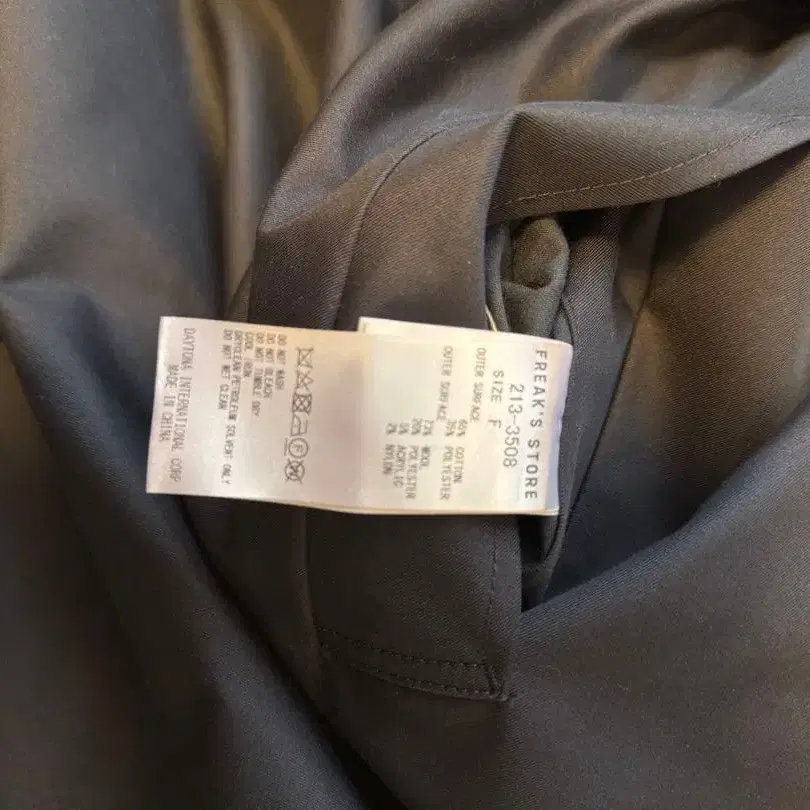 FREAK'S STORE
213-3508
SIZE F
OUTER SURFACE
65% COTTON
35% POLYESTER
OUTER SURFACE
73% WOOL
20% POLYESTER
5% ACRYLIC
2% NYLON
F
DO NOT WASH
DO NOT BLEACH
DO NOT TUMBLE DRY
COOL IRON
DRYCLEAN PETROLEUM SOLVENT ONLY
DO NOT WET CLEAN
DAYTONA INTERNATIONAL CORP
MADE IN CHINA